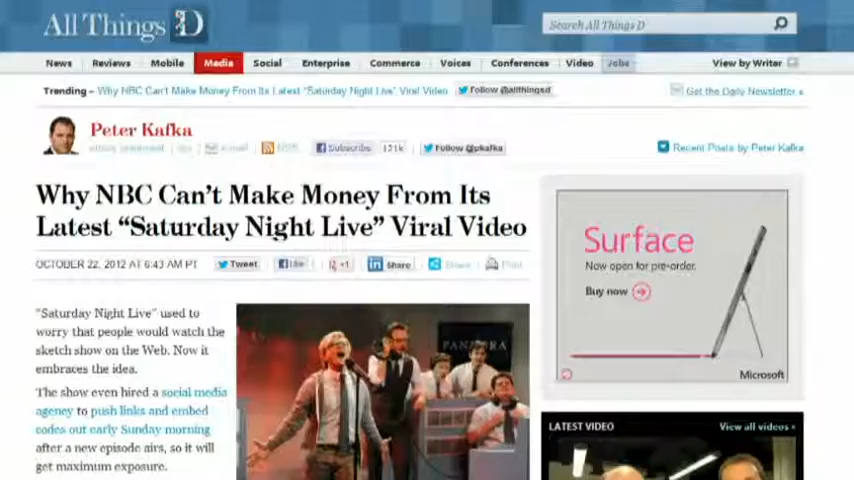 All Things D
Search All Things D
News Reviews Mobile Media Social Enterprise Commerce Voices Conferences Video Jobs View by Writer
Trending – Why NBC Can't Make Money From Its Latest "Saturday Night Live" Viral Video Follow @allthingsd Get the Daily Newsletter »
Peter Kafka
ethics statement bio e-mail RSS Subscribe 121k Follow @pkafka Recent Posts by Peter Kafka
Why NBC Can't Make Money From Its
Latest "Saturday Night Live" Viral Video
OCTOBER 22, 2012 AT 6:43 AM PT Tweet Like +1 Share Share Print
Surface
Now open for pre-order.
Buy now
Microsoft
"Saturday Night Live" used to
worry that people would watch the
sketch show on the Web. Now it
embraces the idea.
The show even hired a social media
agency to push links and embed
codes out early Sunday morning
after a new episode airs, so it will
get maximum exposure.
PANDORA
LATEST VIDEO View all videos »